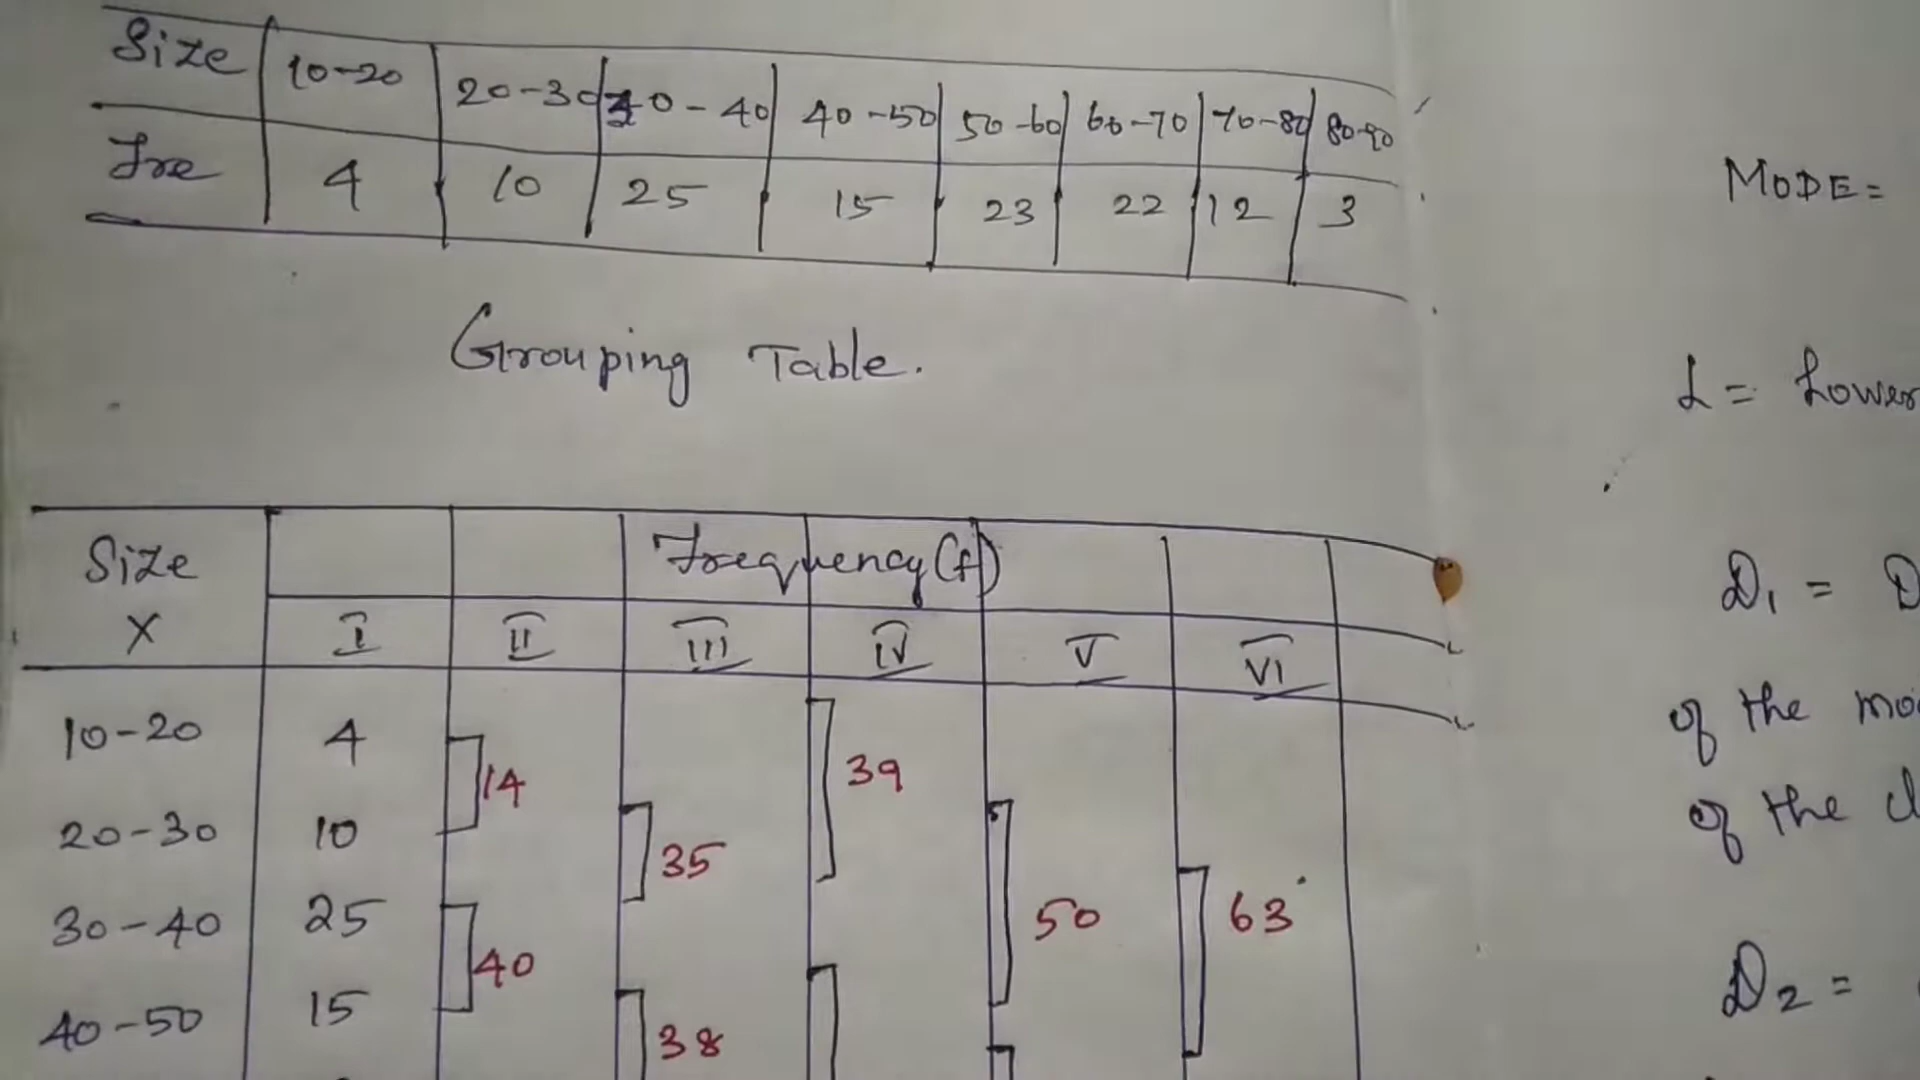 Size 10-20 20-30 30-40 40-50 50-60 60-70 70-80 80-90
Fre 4 10 25 15 23 22 12 3
MODE=
Grouping Table.
L = Lower
Size Frequency(f)
X I II III IV V VI
D1 =
10-20 4 14 39
of the
20-30 10 35
of the
30-40 25 40 50 63
40-50 15 38
D2 =